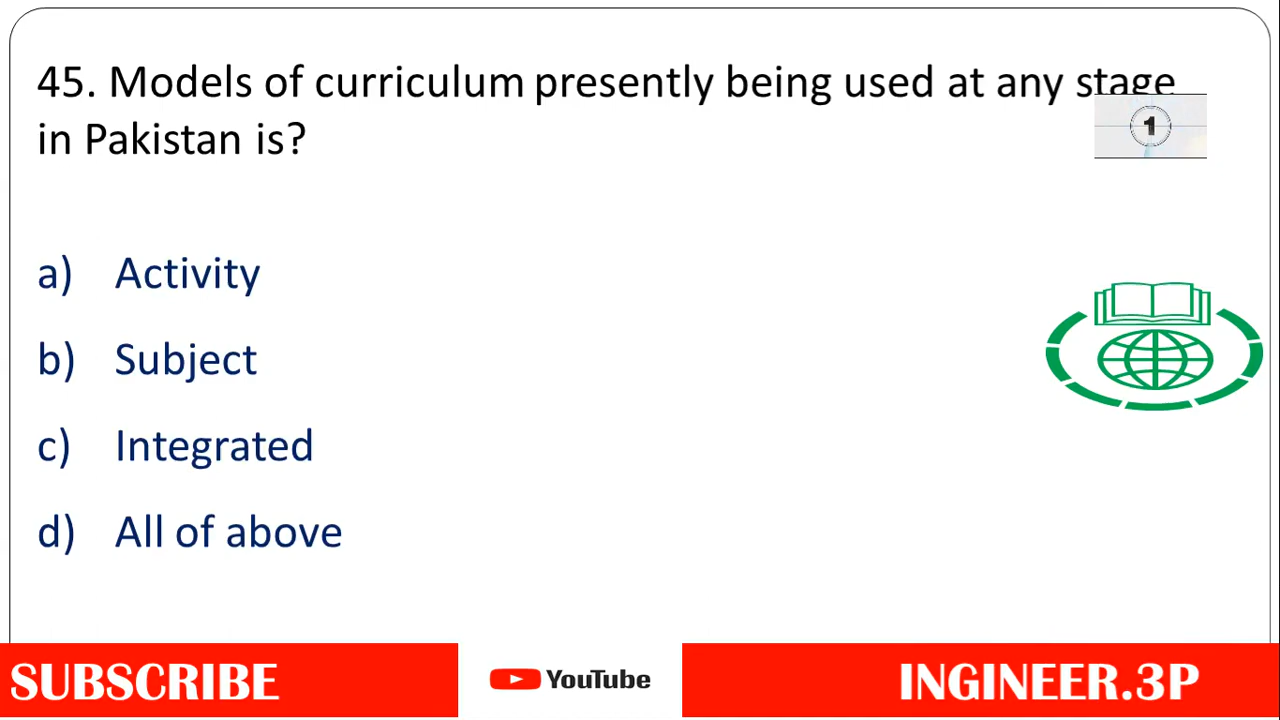 45. Models of curriculum presently being used at any stage
in Pakistan is?
1
a) Activity
b) Subject
c) Integrated
d) All of above
SUBSCRIBE
YouTube
INGINEER.3P